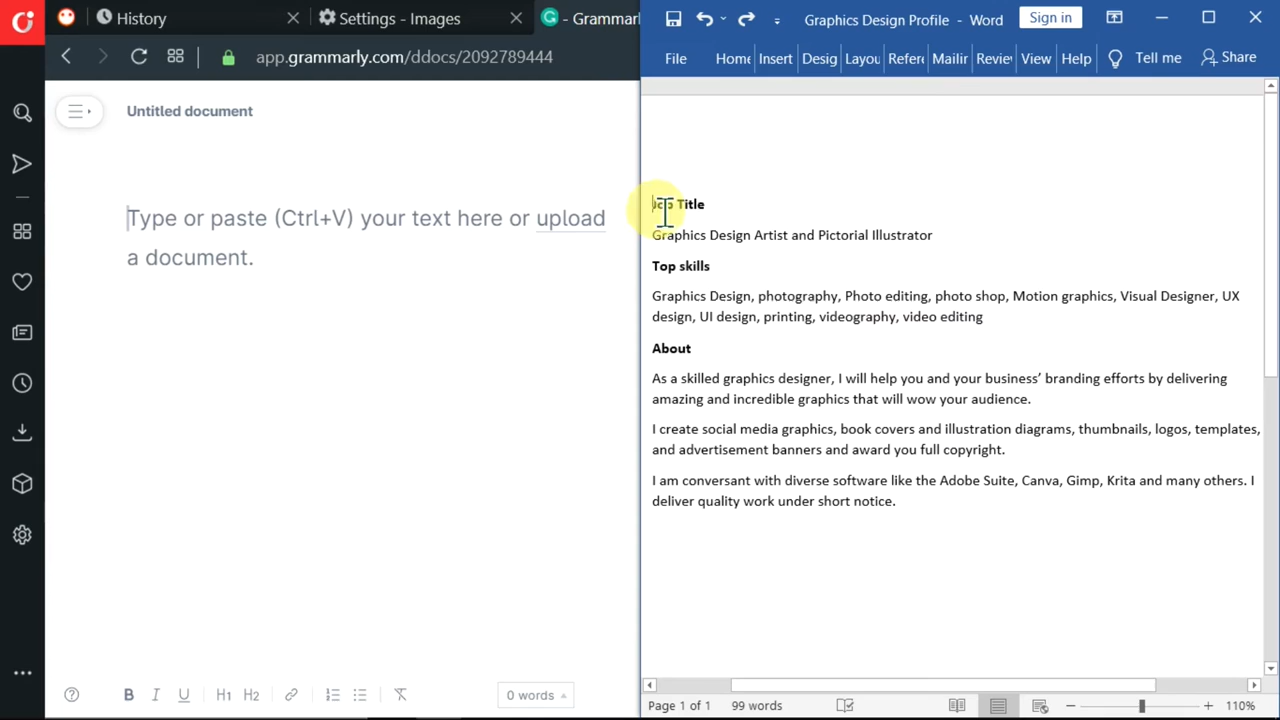 History
Settings - Images
- Grammarly
app.grammarly.com/ddocs/2092789444
Untitled document
Type or paste (Ctrl+V) your text here or upload
a document.
B I U H1 H2
0 words
Graphics Design Profile - Word
Sign in
File Home Insert Desig Layou Refere Mailin Review View Help Tell me Share
Job Title
Graphics Design Artist and Pictorial Illustrator
Top skills
Graphics Design, photography, Photo editing, photo shop, Motion graphics, Visual Designer, UX
design, UI design, printing, videography, video editing
About
As a skilled graphics designer, I will help you and your business’ branding efforts by delivering
amazing and incredible graphics that will wow your audience.
I create social media graphics, book covers and illustration diagrams, thumbnails, logos, templates,
and advertisement banners and award you full copyright.
I am conversant with diverse software like the Adobe Suite, Canva, Gimp, Krita and many others. I
deliver quality work under short notice.
Page 1 of 1 99 words
110%